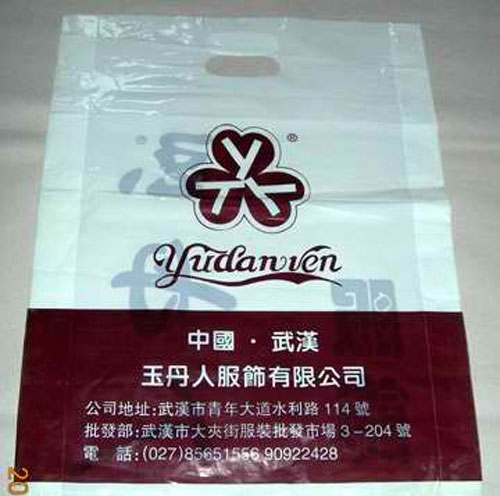 ®
Yudanren
中國·武漢
玉丹人服飾有限公司
公司地址:武漢市青年大道水利路114號
批發部:武漢市大夾街服裝批發市場3-204號
電 話:(027)85651556 90922428
20